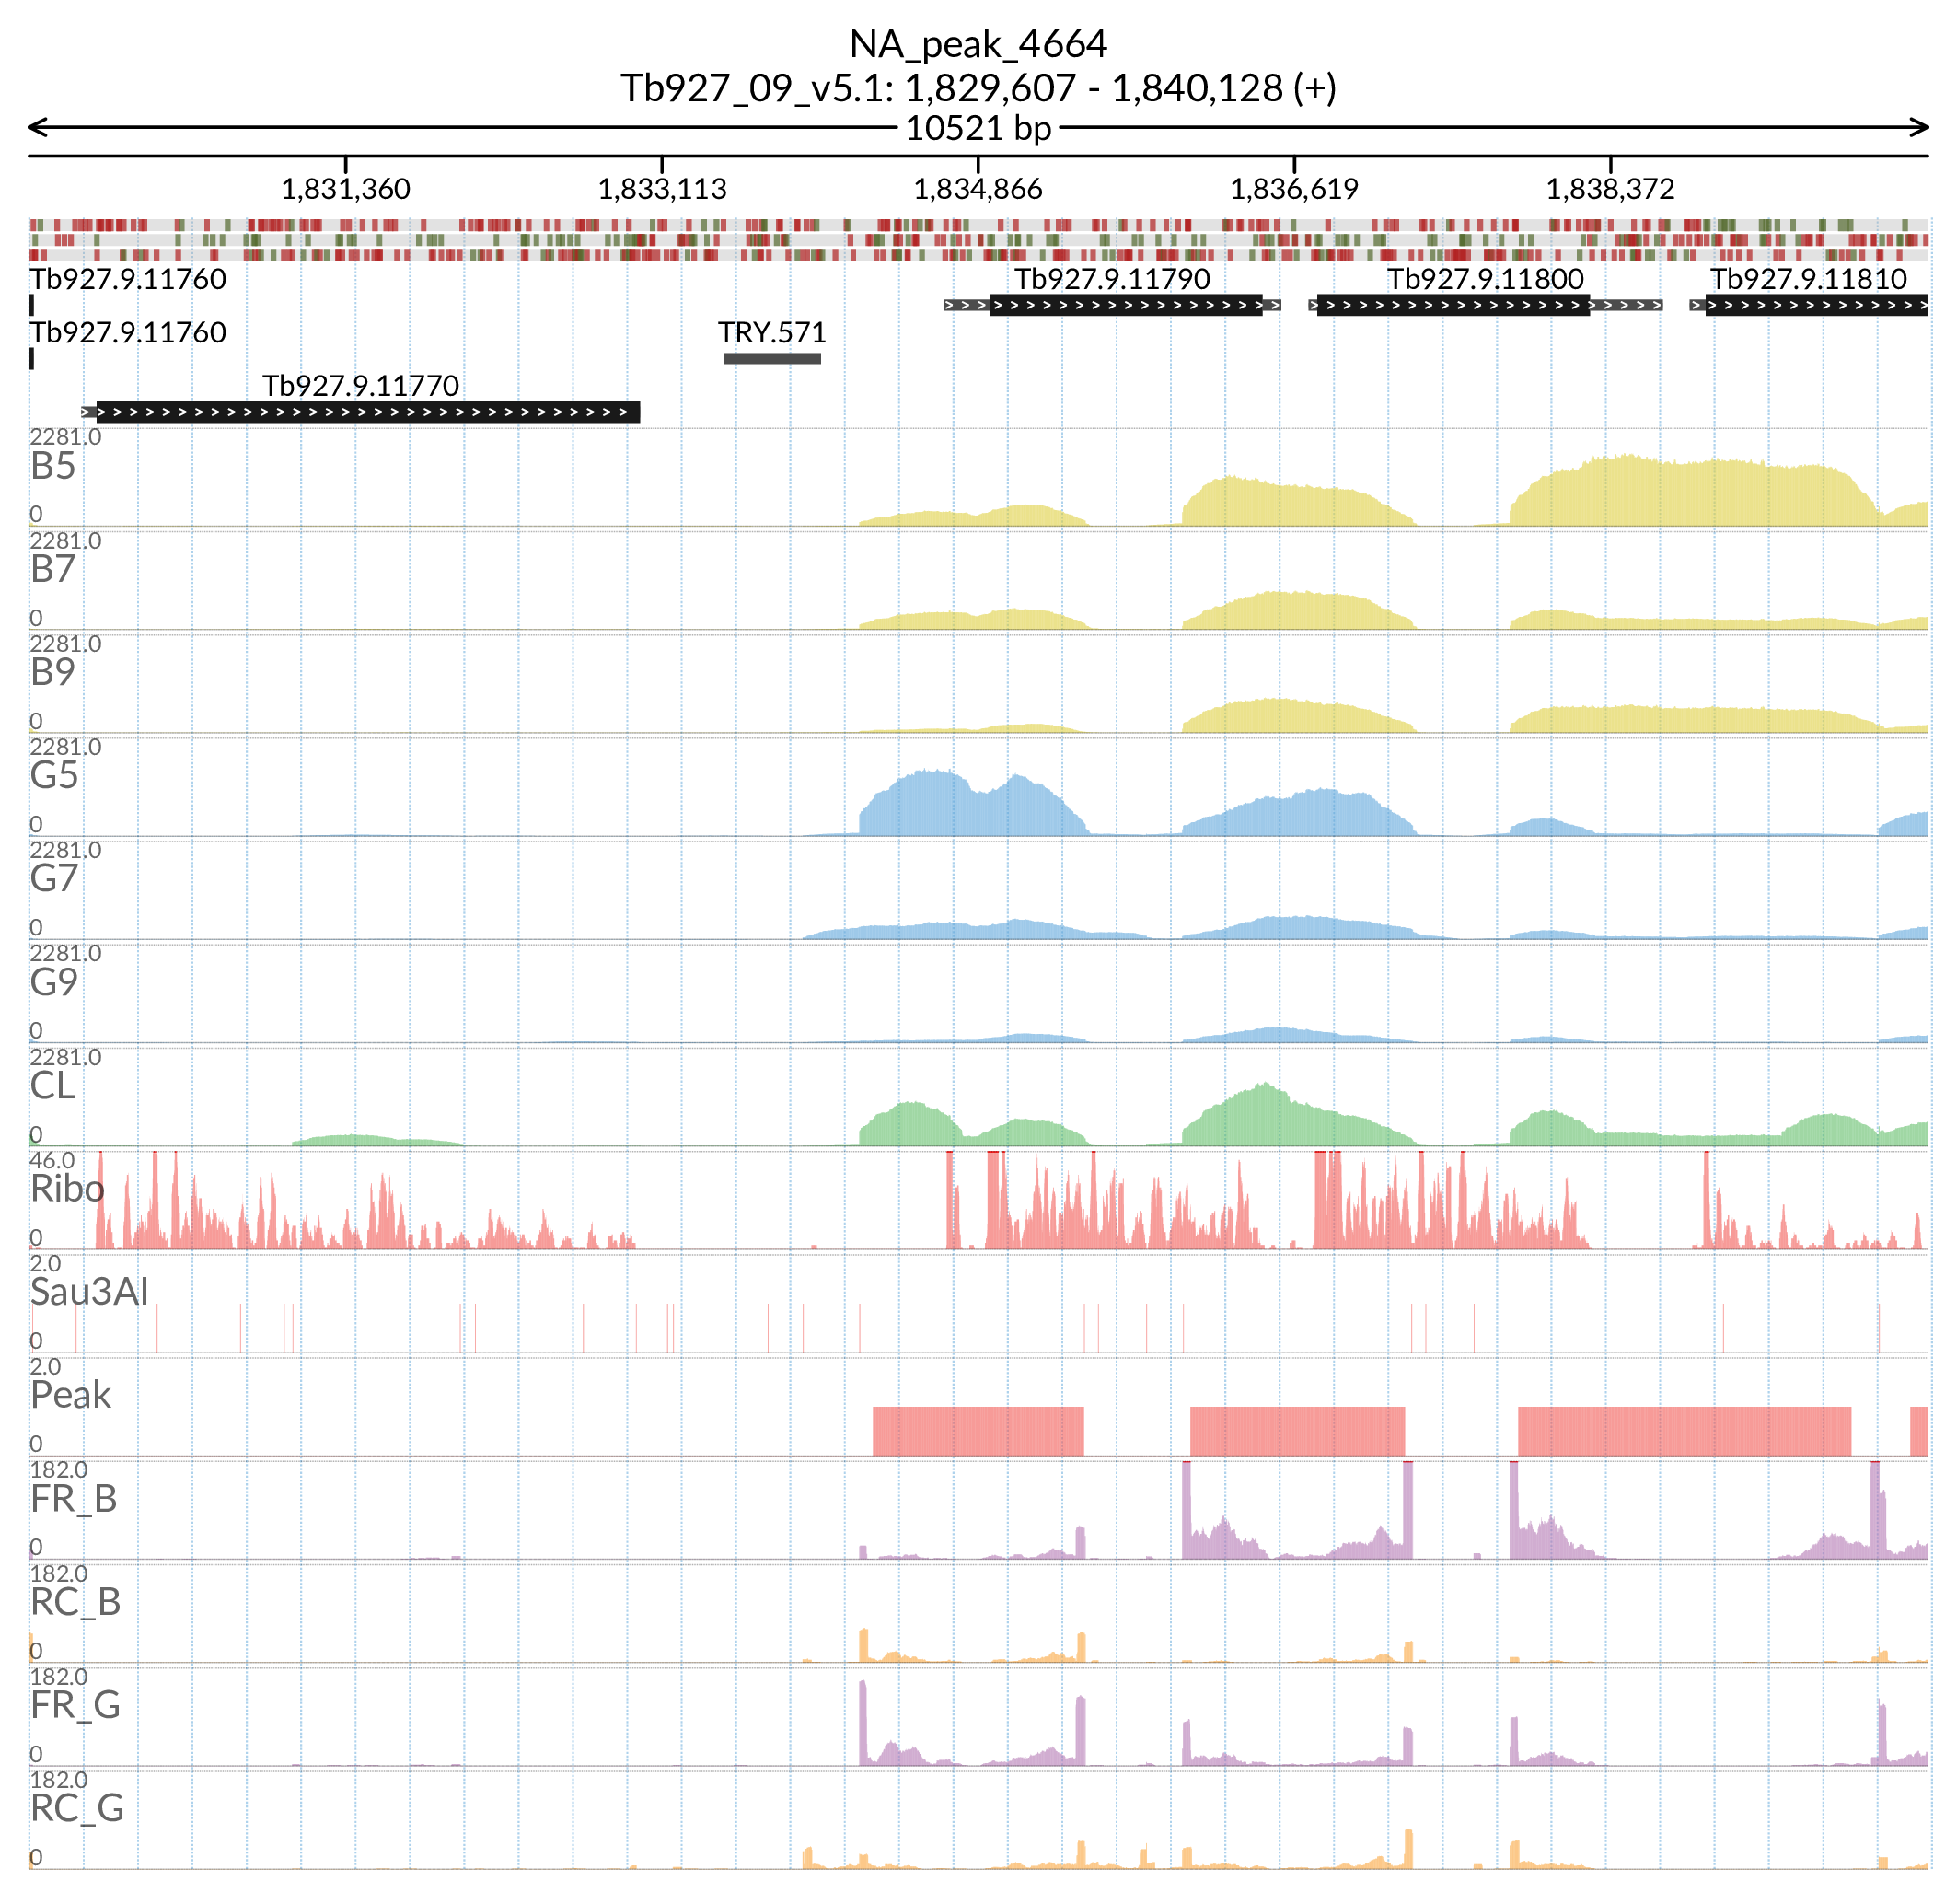 NA_peak_4664
Tb927_09_v5.1: 1,829,607 - 1,840,128 (+)
10521 bp
1,831,360 1,833,113 1,834,866 1,836,619 1,838,372
Tb927.9.11760 Tb927.9.11790 Tb927.9.11800 Tb927.9.11810
Tb927.9.11760 TRY.571
Tb927.9.11770
2281.0
B5
0
2281.0
B7
0
2281.0
B9
0
2281.0
G5
0
2281.0
G7
0
2281.0
G9
0
2281.0
CL
0
46.0
Ribo
0
2.0
Sau3AI
0
2.0
Peak
0
182.0
FR_B
0
182.0
RC_B
0
182.0
FR_G
0
182.0
RC_G
0